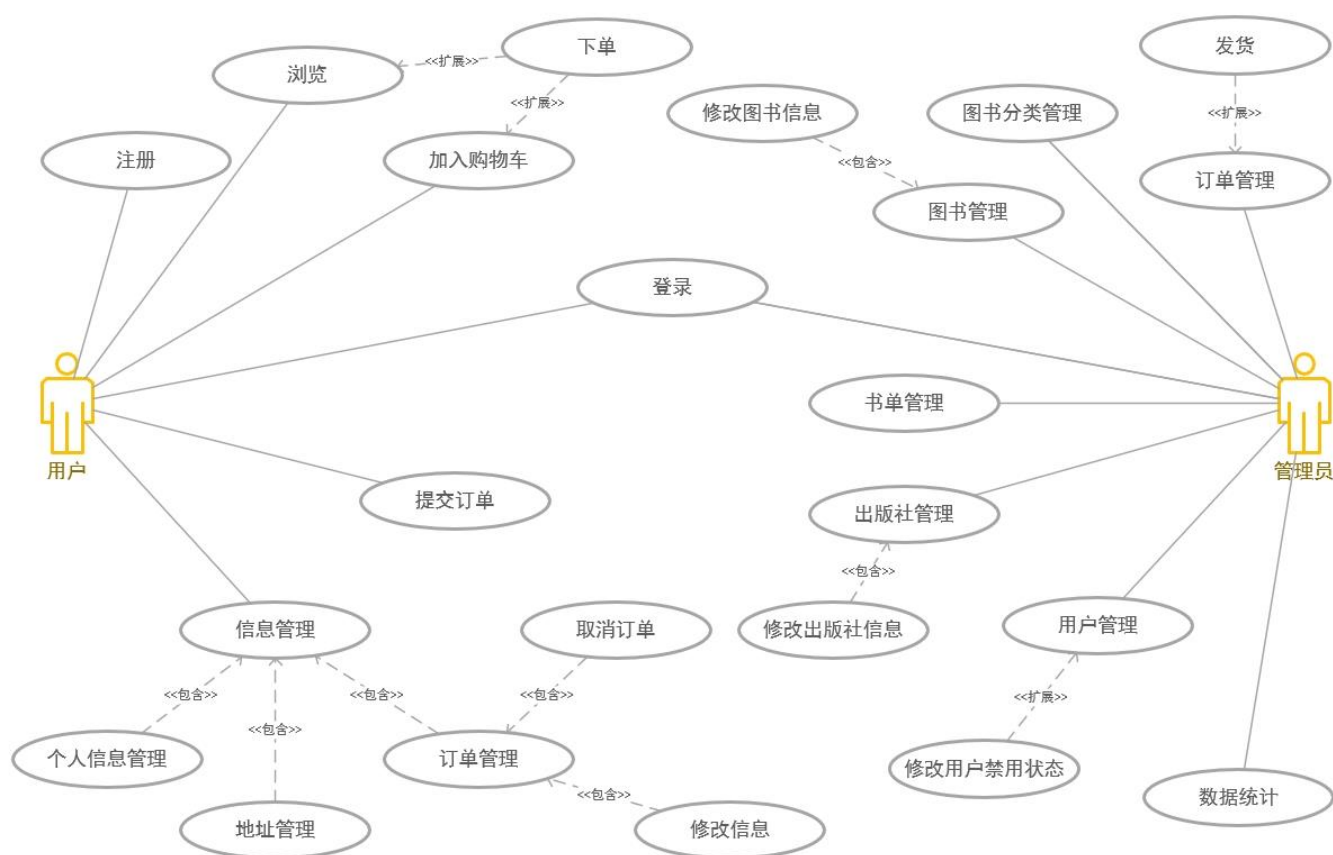 下单
发货
浏览
<<扩展>>
<<扩展>>
修改图书信息
图书分类管理
<<扩展>>
注册
加入购物车
<<包含>>
订单管理
图书管理
登录
书单管理
用户
管理员
提交订单
出版社管理
<<包含>>
信息管理
取消订单
修改出版社信息
用户管理
<<包含>>
<<包含>>
<<包含>>
<<扩展>>
<<包含>>
个人信息管理
订单管理
修改用户禁用状态
<<包含>>
数据统计
地址管理
修改信息